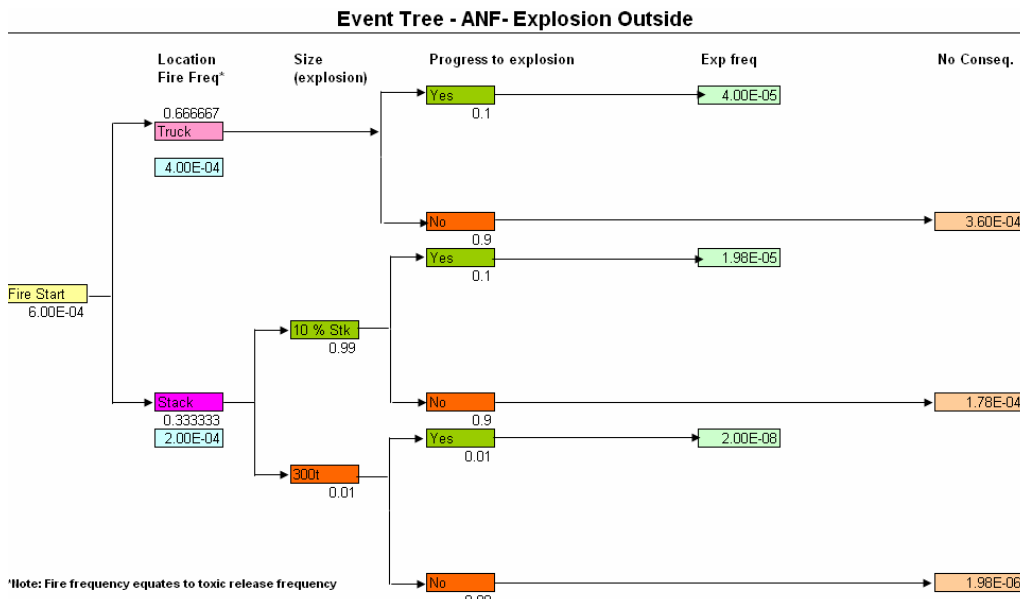 Event Tree - ANF- Explosion Outside
Location Size Progress to explosion Exp freq No Conseq.
Fire Freq* (explosion)
Yes 4.00E-05
0.666667 0.1
Truck
4.00E-04
No 3.60E-04
0.9
Yes 1.98E-05
0.1
Fire Start
6.00E-04
10 % Stk
0.99
Stack No 1.78E-04
0.333333 0.9
2.00E-04 Yes 2.00E-08
0.01
300t
0.01
*Note: Fire frequency equates to toxic release frequency No 1.98E-06